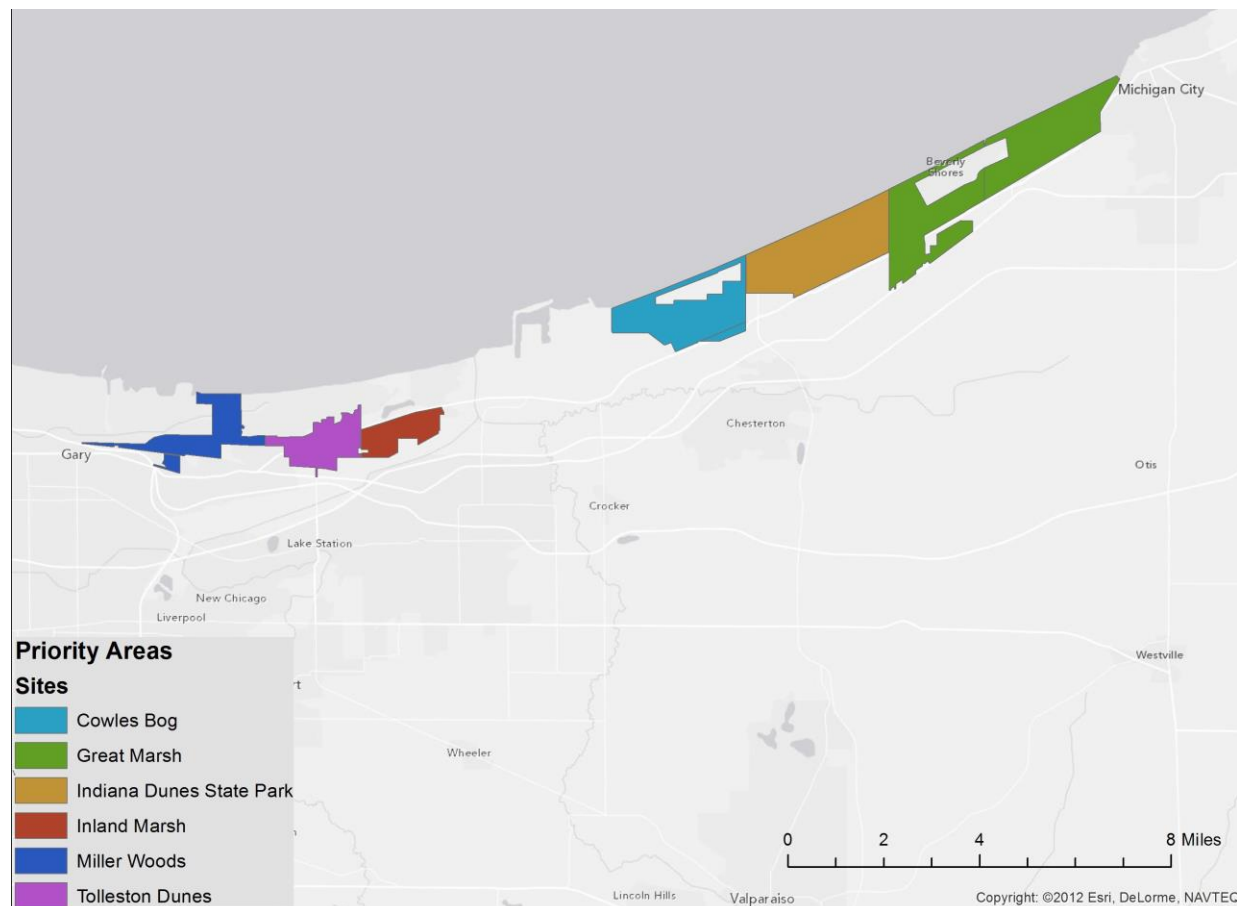 Michigan City
Beverly
Shores
Chesterton
Gary
Otis
Crocker
Lake Station
New Chicago
Liverpool
Westville
Wheeler
Lincoln Hills
Valparaiso
Priority Areas
Sites
Cowles Bog
Great Marsh
Indiana Dunes State Park
Inland Marsh
Miller Woods
Tolleston Dunes
0 2 4 8 Miles
Copyright: ©2012 Esri, DeLorme, NAVTEQ